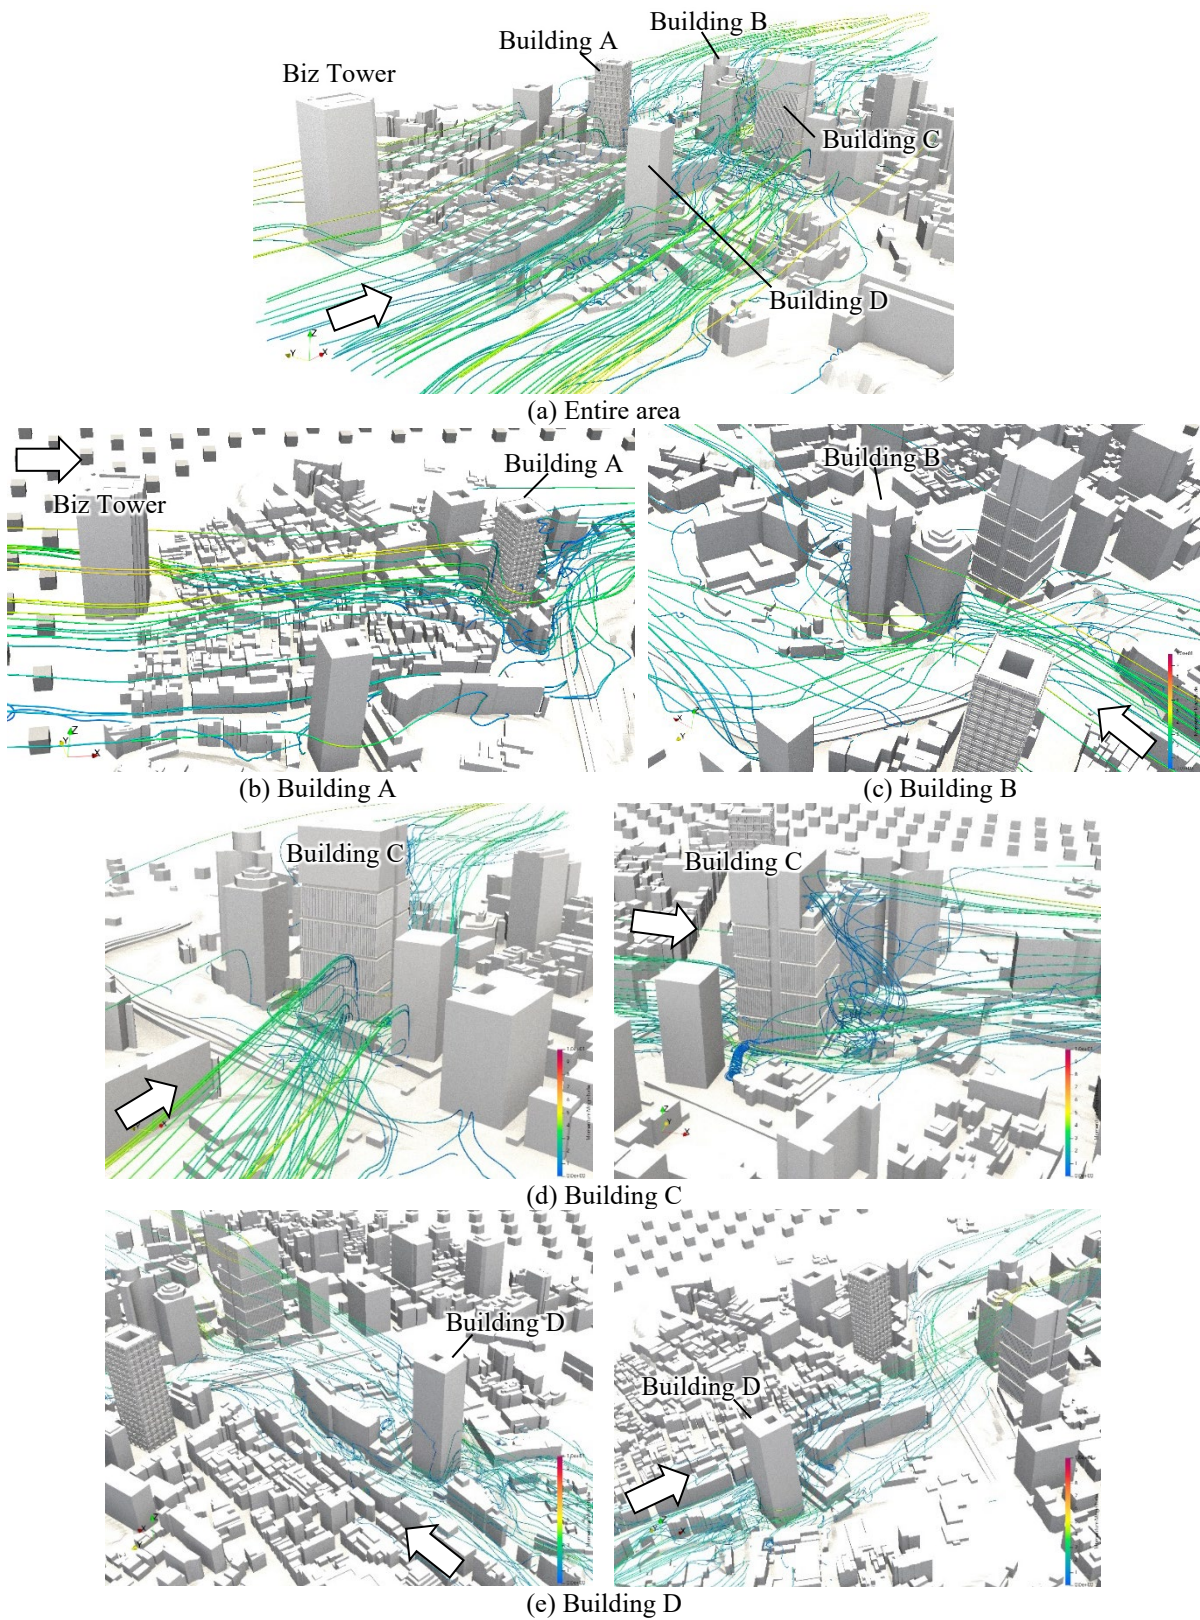 Building B
Building A
Biz Tower
Building C
Building D
Z
Y
X
(a) Entire area
Building A
Biz Tower
Z
Y
X
(b) Building A
Building B
(c) Building B
Building C
Building C
(d) Building C
Building D
Building D
(e) Building D